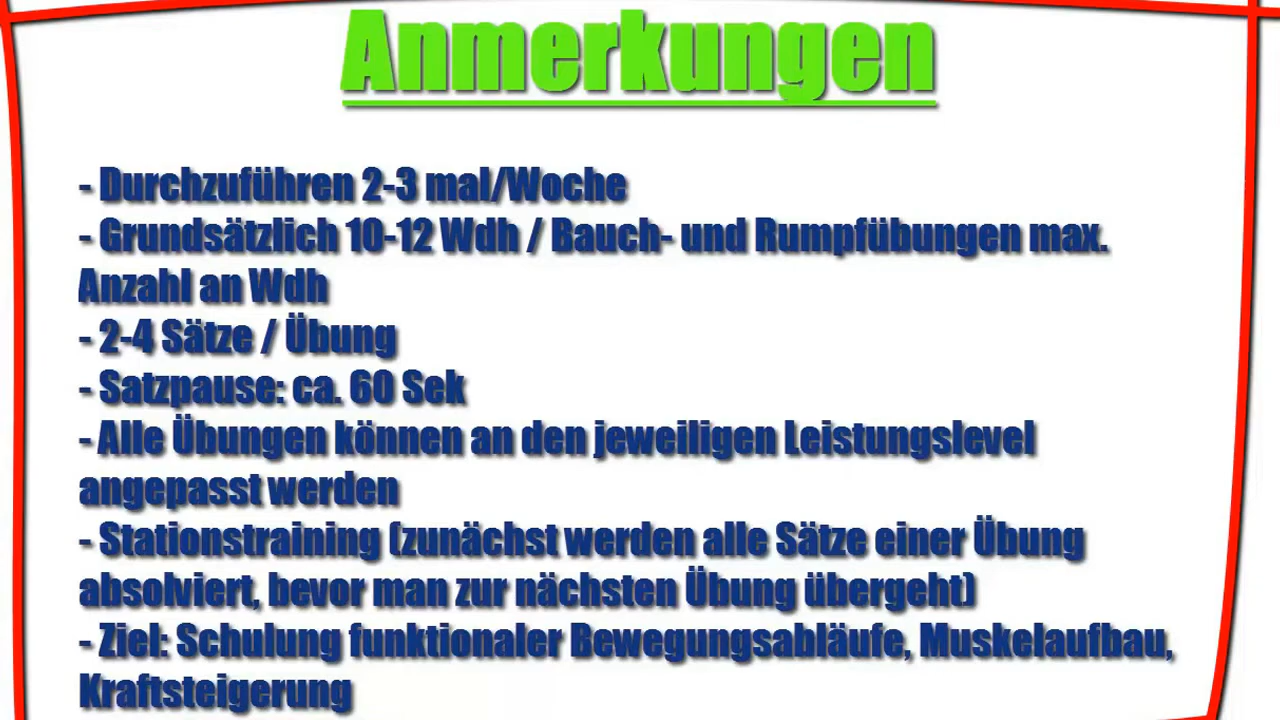 Anmerkungen
- Durchzuführen 2-3 mal/Woche
- Grundsätzlich 10-12 Wdh / Bauch- und Rumpfübungen max.
Anzahl an Wdh
- 2-4 Sätze / Übung
- Satzpause: ca. 60 Sek
- Alle Übungen können an den jeweiligen Leistungslevel
angepasst werden
- Stationstraining (zunächst werden alle Sätze einer Übung
absolviert, bevor man zur nächsten Übung übergeht)
- Ziel: Schulung funktionaler Bewegungsabläufe, Muskelaufbau,
Kraftsteigerung